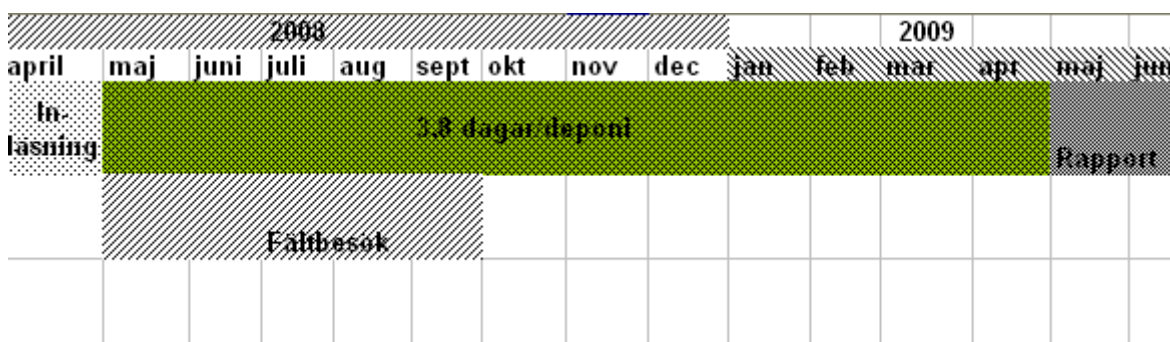 2008 2009
april maj juni juli aug sept okt nov dec jan feb mar apr maj jun
In-
läsning
3,8 dagar/deponi
Rapport
Fältbesök